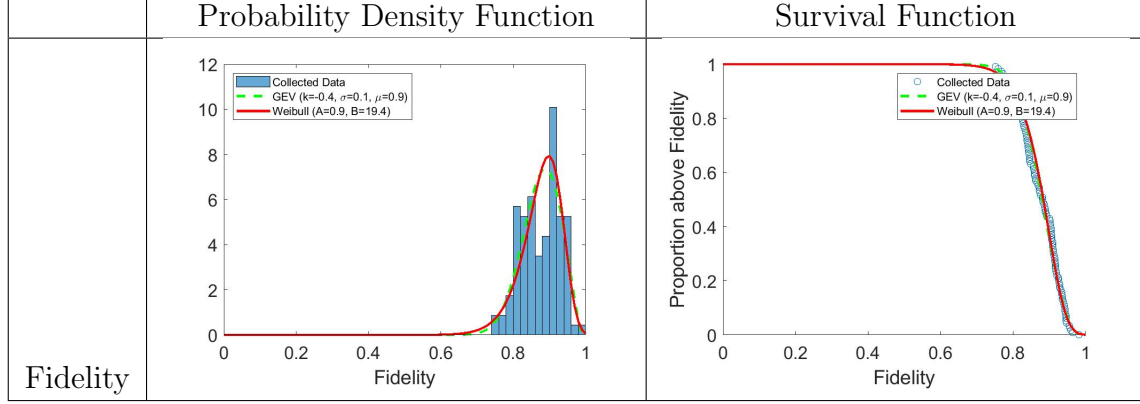 Probability Density Function
Survival Function
12
10
8
6
4
2
0
Collected Data
GEV (k=-0.4, σ=0.1, μ=0.9)
Weibull (A=0.9, B=19.4)
0 0.2 0.4 0.6 0.8 1
Fidelity
Proportion above Fidelity
1
0.8
0.6
0.4
0.2
0
Collected Data
GEV (k=-0.4, σ=0.1, μ=0.9)
Weibull (A=0.9, B=19.4)
0 0.2 0.4 0.6 0.8 1
Fidelity
Fidelity